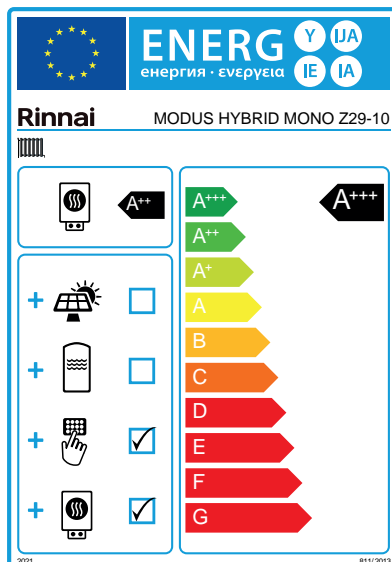 ENERG Y IJA
енергия · ενεργεια IE IA
Rinnai MODUS HYBRID MONO Z29-10
A++
A+++
A+++
A++
A+
A
B
C
D
E
F
G
2021 811/2013